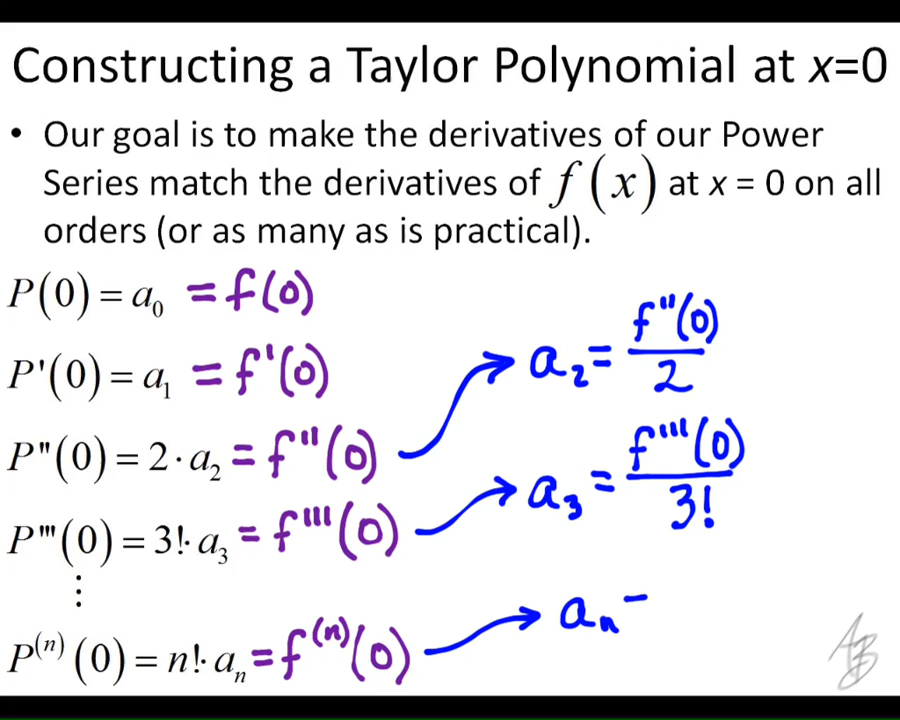 Constructing a Taylor Polynomial at x=0
• Our goal is to make the derivatives of our Power
Series match the derivatives of f(x) at x = 0 on all
orders (or as many as is practical).
P(0) = a₀ = f(0)
P'(0) = a₁ = f'(0)
a₂ = f''(0)/2
P"(0) = 2·a₂ = f''(0)
a₃ = f'''(0)/3!
P'''(0) = 3!·a₃ = f'''(0)
⋮
aₙ -
P⁽ⁿ⁾(0) = n!·aₙ = f⁽ⁿ⁾(0)